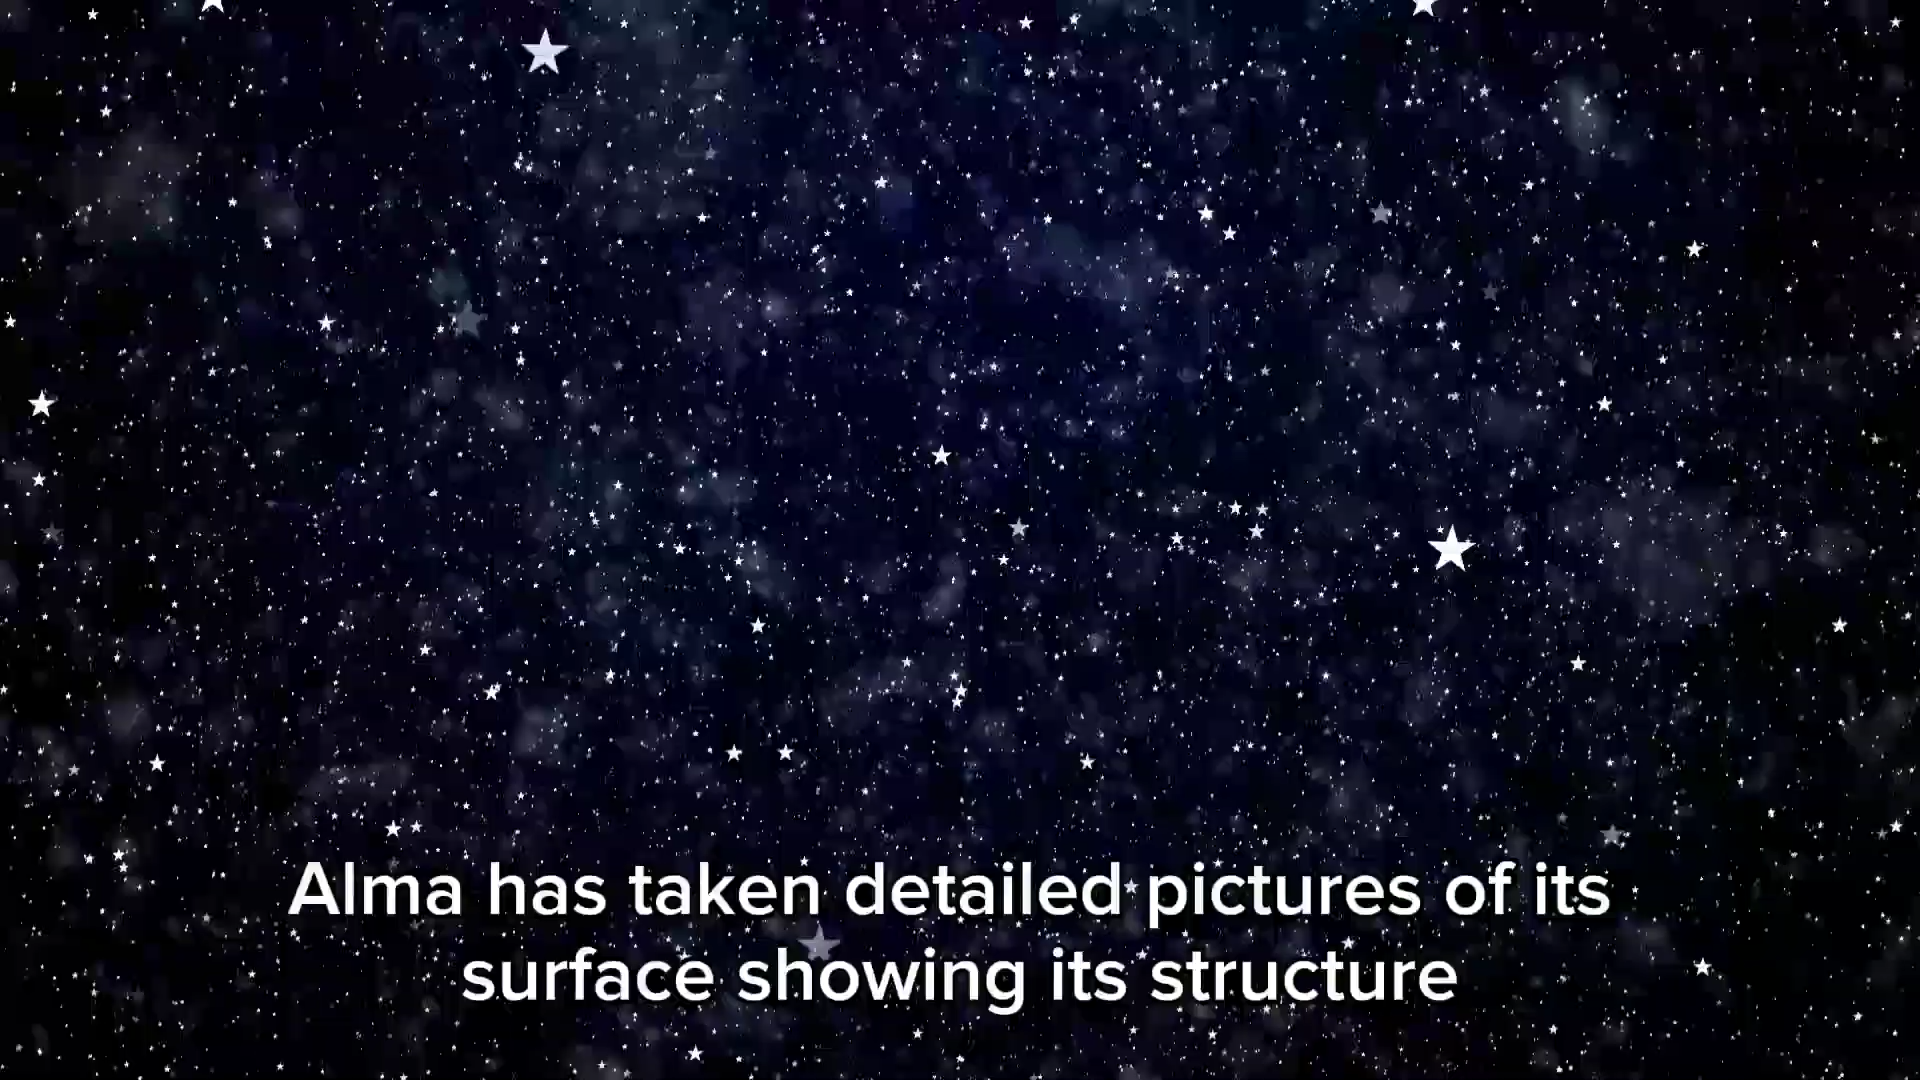 Alma has taken detailed pictures of its
surface showing its structure